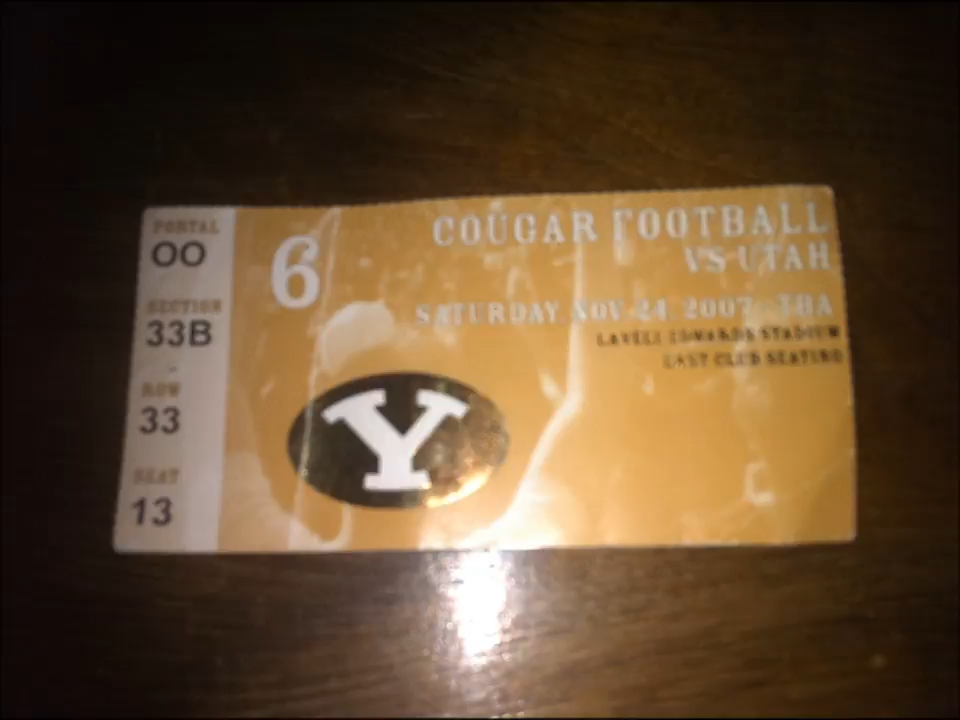 PORTAL
OO
SECTION
33B
ROW
33
SEAT
13
6
COUGAR FOOTBALL
VS UTAH
SATURDAY NOV 24, 2007 - TBA
LAVELL EDWARDS STADIUM
EAST CLUB SEATING
Y